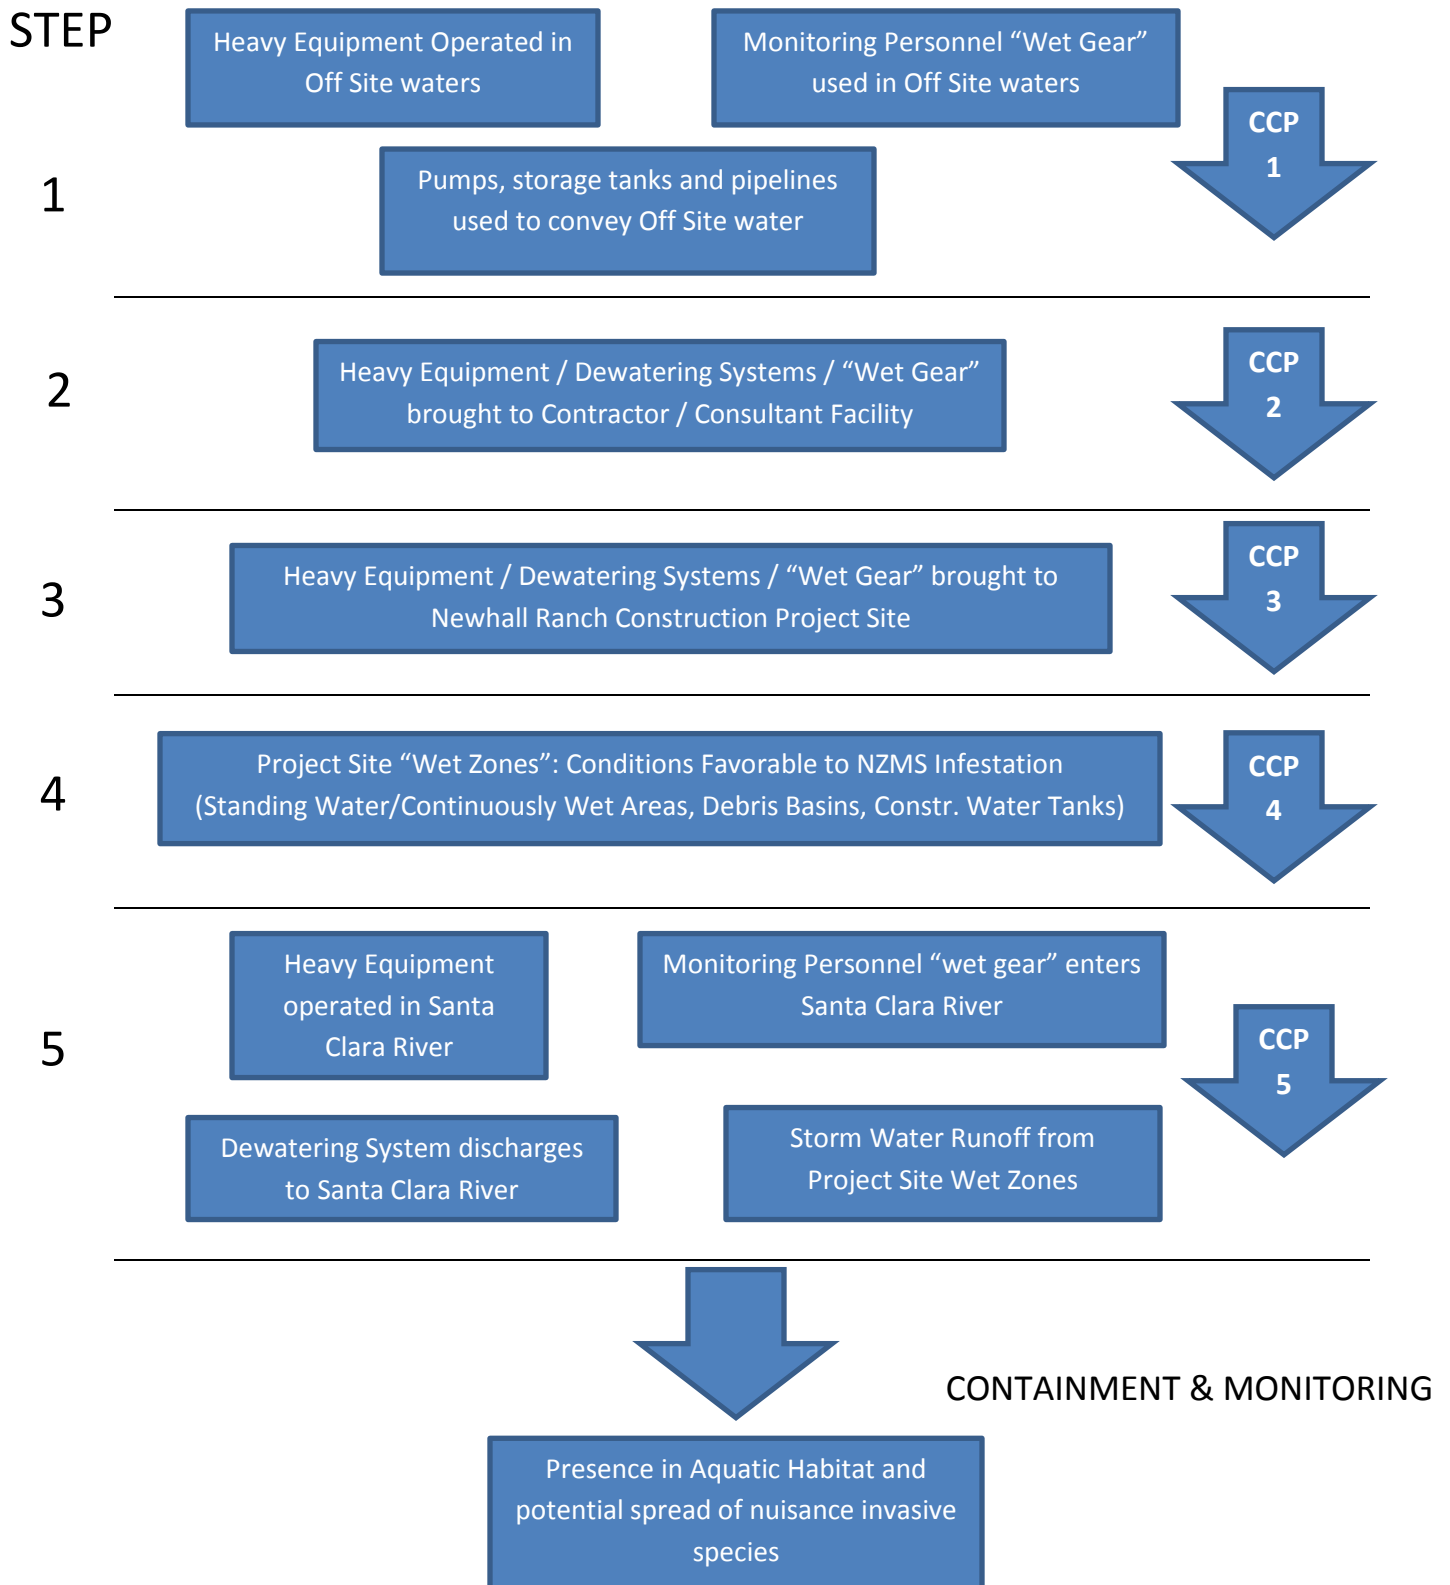 STEP
Heavy Equipment Operated in
Off Site waters
Monitoring Personnel “Wet Gear”
used in Off Site waters
CCP
1
1
Pumps, storage tanks and pipelines
used to convey Off Site water
2
Heavy Equipment / Dewatering Systems / “Wet Gear”
brought to Contractor / Consultant Facility
CCP
2
3
Heavy Equipment / Dewatering Systems / “Wet Gear” brought to
Newhall Ranch Construction Project Site
CCP
3
4
Project Site “Wet Zones”: Conditions Favorable to NZMS Infestation
(Standing Water/Continuously Wet Areas, Debris Basins, Constr. Water Tanks)
CCP
4
5
Heavy Equipment
operated in Santa
Clara River
Monitoring Personnel “wet gear” enters
Santa Clara River
CCP
5
Dewatering System discharges
to Santa Clara River
Storm Water Runoff from
Project Site Wet Zones
CONTAINMENT & MONITORING
Presence in Aquatic Habitat and
potential spread of nuisance invasive
species